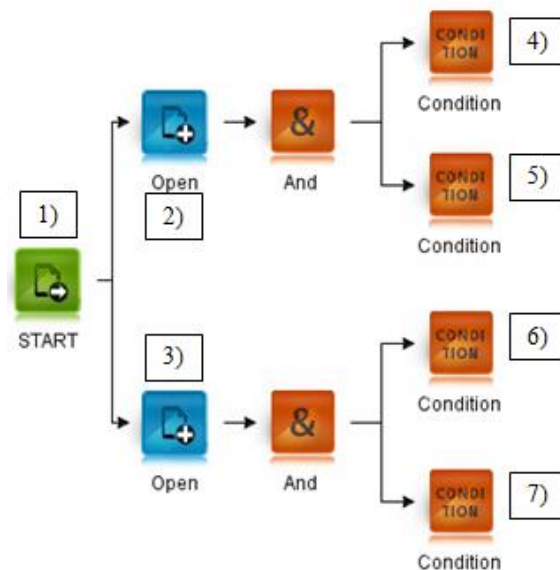 CONDI
TION
4)
Condition
&
Open
And
2)
CONDI
TION
5)
Condition
1)
START
3)
CONDI
TION
6)
Condition
&
Open
And
CONDI
TION
7)
Condition